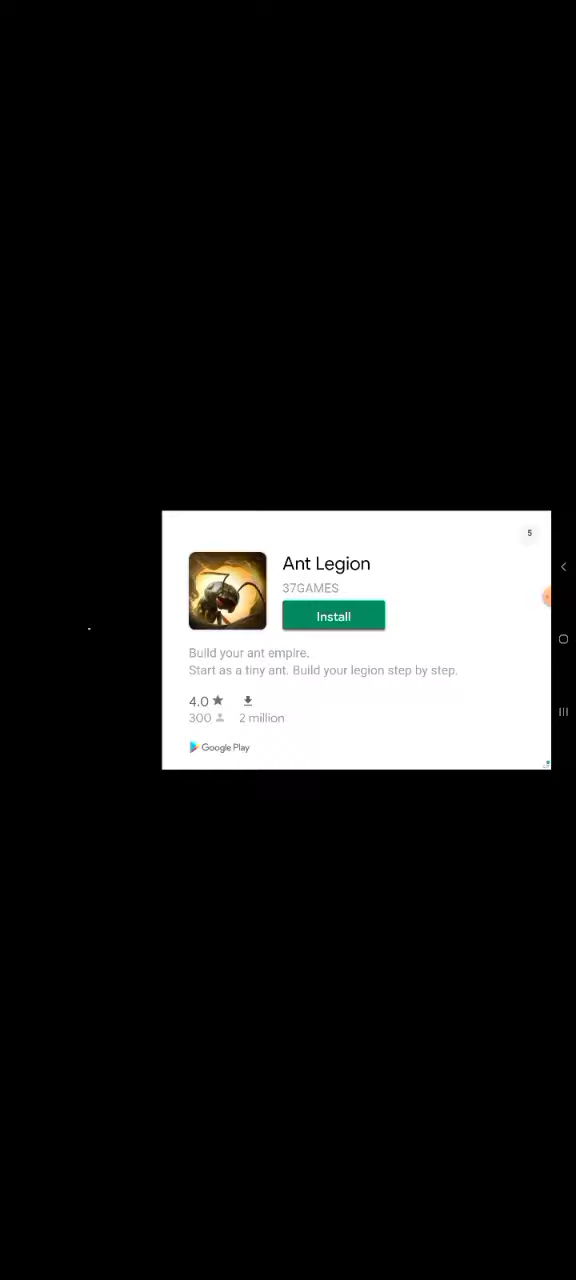 5
Ant Legion
37GAMES
Install
Build your ant empire.
Start as a tiny ant. Build your legion step by step.
4.0
300 2 million
Google Play